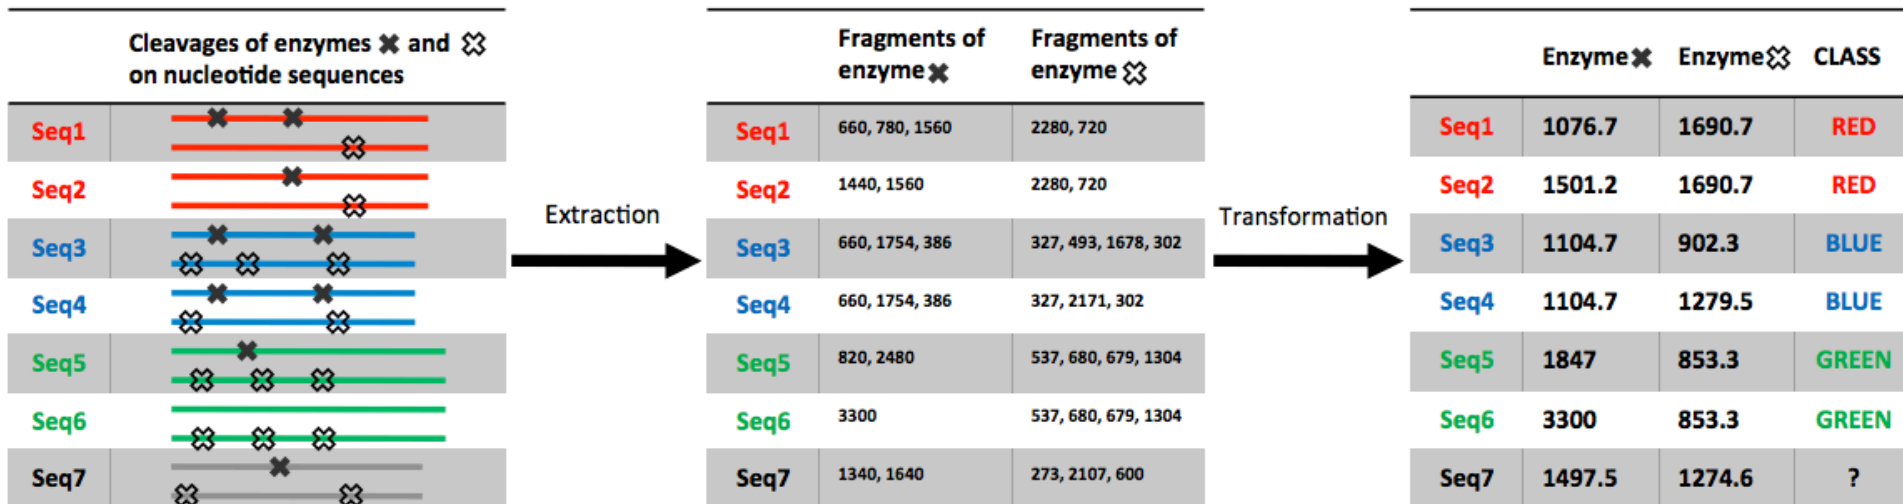 Cleavages of enzymes ✖ and
on nucleotide sequences
Seq1
Seq2
Seq3
Seq4
Seq5
Seq6
Seq7
Extraction
Fragments of
enzyme ✖
Fragments of
enzyme
Seq1 660, 780, 1560 2280, 720
Seq2 1440, 1560 2280, 720
Seq3 660, 1754, 386 327, 493, 1678, 302
Seq4 660, 1754, 386 327, 2171, 302
Seq5 820, 2480 537, 680, 679, 1304
Seq6 3300 537, 680, 679, 1304
Seq7 1340, 1640 273, 2107, 600
Transformation
Enzyme ✖ Enzyme CLASS
Seq1 1076.7 1690.7 RED
Seq2 1501.2 1690.7 RED
Seq3 1104.7 902.3 BLUE
Seq4 1104.7 1279.5 BLUE
Seq5 1847 853.3 GREEN
Seq6 3300 853.3 GREEN
Seq7 1497.5 1274.6 ?